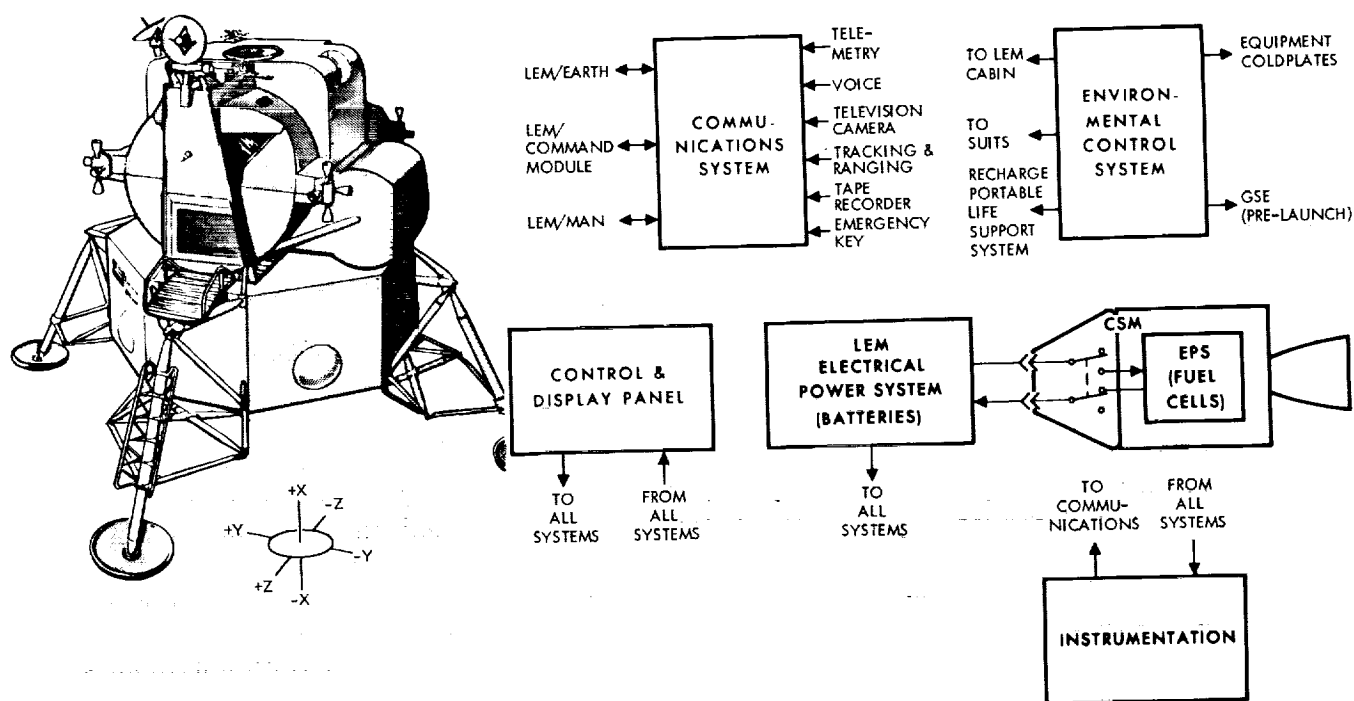 TELE-
METRY
LEM/EARTH
VOICE
TELEVISION
CAMERA
LEM/
COMMAND
MODULE
COMMU-
NICATIONS
SYSTEM
TRACKING &
RANGING
TAPE
RECORDER
LEM/MAN
EMERGENCY
KEY
TO LEM
CABIN
EQUIPMENT
COLDPLATES
ENVIRON-
MENTAL
CONTROL
SYSTEM
TO
SUITS
RECHARGE
PORTABLE
LIFE
SUPPORT
SYSTEM
GSE
(PRE-LAUNCH)
CONTROL &
DISPLAY PANEL
TO
ALL
SYSTEMS
FROM
ALL
SYSTEMS
LEM
ELECTRICAL
POWER SYSTEM
(BATTERIES)
TO
ALL
SYSTEMS
CSM
EPS
(FUEL
CELLS)
TO
COMMU-
NICATIONS
FROM
ALL
SYSTEMS
INSTRUMENTATION
+X
-Z
+Y
-Y
+Z
-X